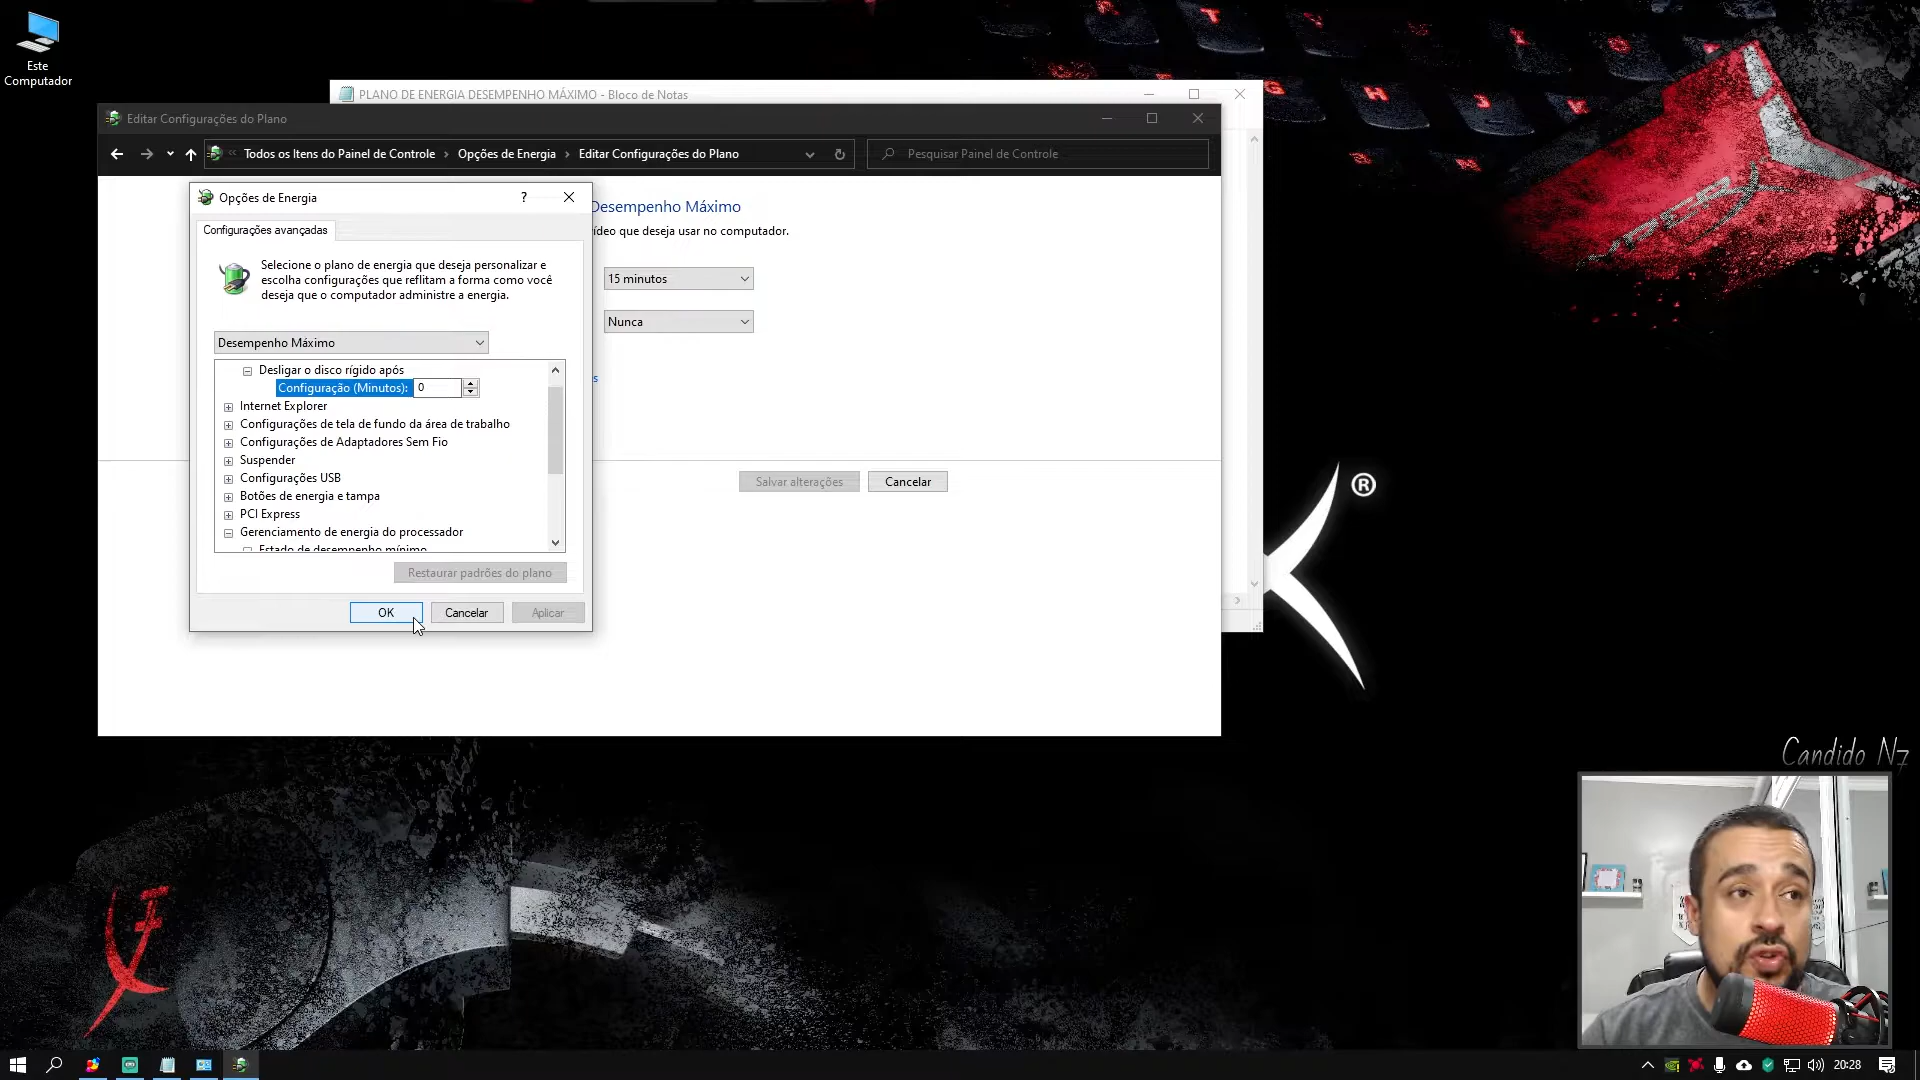 Este
Computador
PLANO DE ENERGIA DESEMPENHO MÁXIMO - Bloco de Notas
Editar Configurações do Plano
Todos os Itens do Painel de Controle
Opções de Energia
Editar Configurações do Plano
Pesquisar Painel de Controle
Opções de Energia
?
Configurações avançadas
Selecione o plano de energia que deseja personalizar e
escolha configurações que reflitam a forma como você
deseja que o computador administre a energia.
Desempenho Máximo
Desligar o disco rígido após
Configuração (Minutos): 0
Internet Explorer
Configurações de tela de fundo da área de trabalho
Configurações de Adaptadores Sem Fio
Suspender
Configurações USB
Botões de energia e tampa
PCI Express
Gerenciamento de energia do processador
Estado de desempenho mínimo
Restaurar padrões do plano
OK
Cancelar
Aplicar
Desempenho Máximo
ídeo que deseja usar no computador.
15 minutos
Nunca
s
Salvar alterações
Cancelar
®
Candido N7
20:28